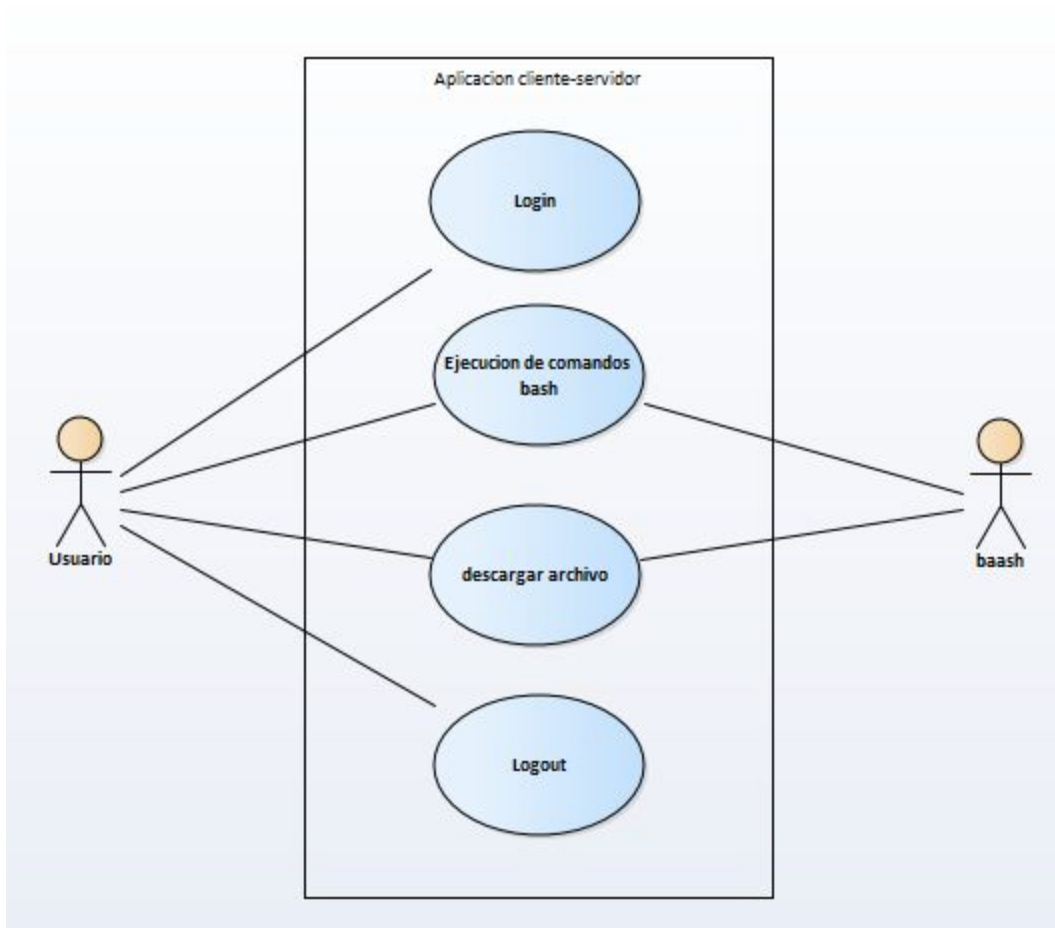 Aplicacion cliente-servidor
Login
Ejecucion de comandos
bash
Usuario
baash
descargar archivo
Logout